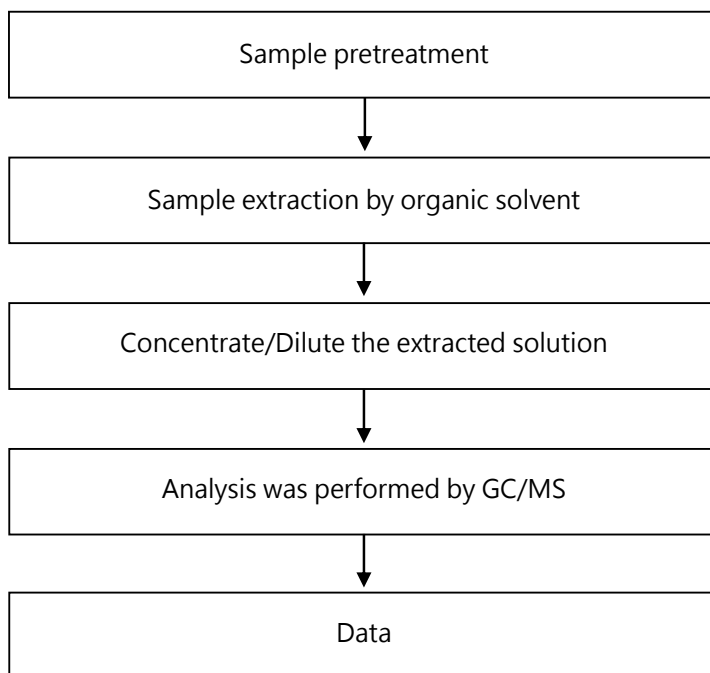 Sample pretreatment
Sample extraction by organic solvent
Concentrate/Dilute the extracted solution
Analysis was performed by GC/MS
Data